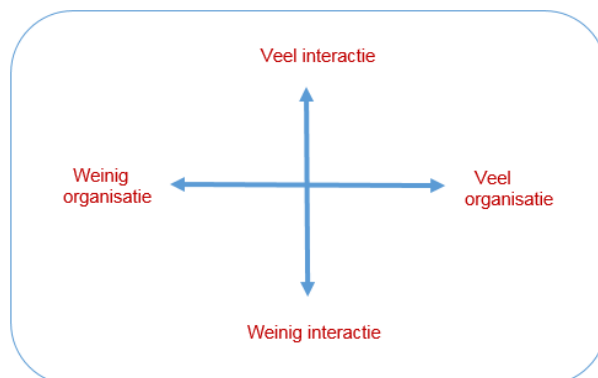 Veel interactie
Weinig
organisatie
Veel
organisatie
Weinig interactie